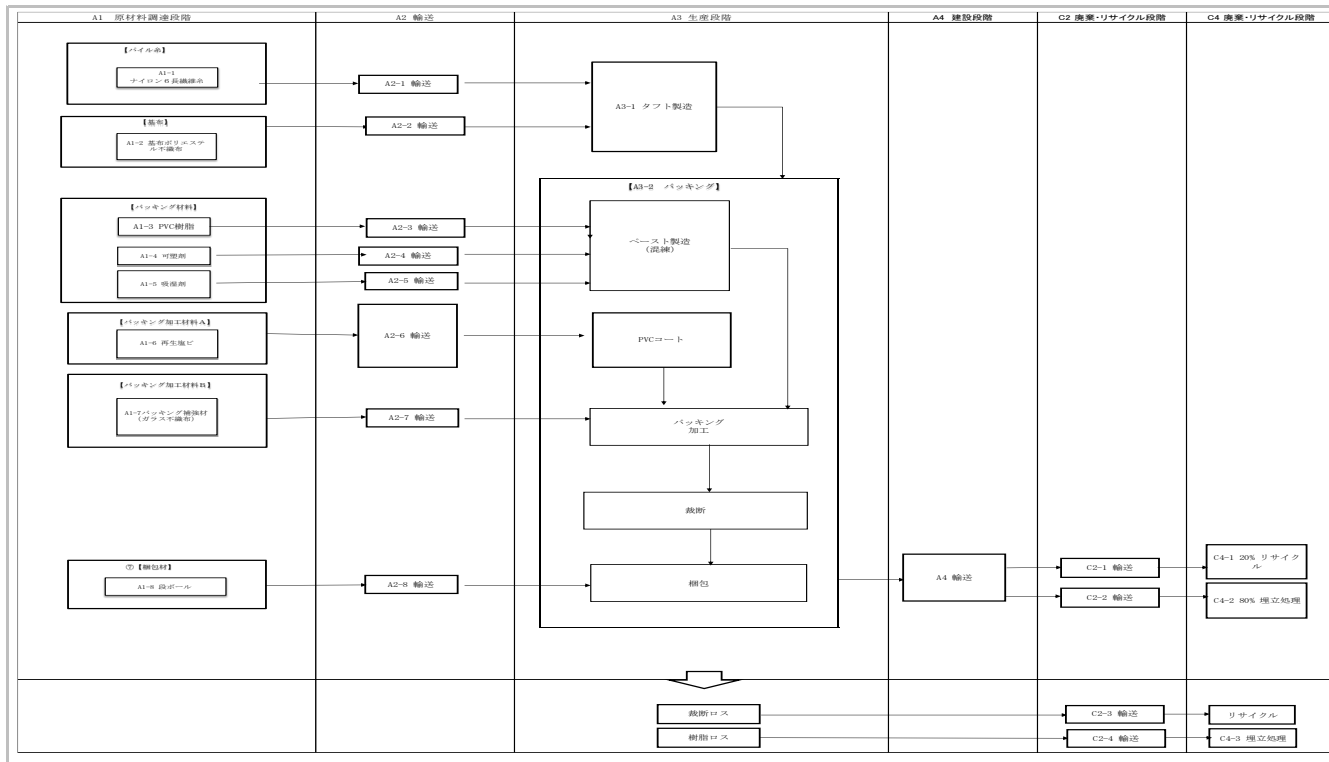 A1 原材料調達段階
A2 輸送
A3 生産段階
A4 建設段階
C2 廃棄・リサイクル段階
C4 廃棄・リサイクル段階
【パイル糸】
A1-1
ナイロン6長繊維糸
A2-1 輸送
A3-1 タフト製造
【基布】
A1-2 基布ポリエステ
ル不織布
A2-2 輸送
【A3-2 バッキング】
【バッキング材料】
A1-3 PVC樹脂
A2-3 輸送
ペースト製造
(混練)
A1-4 可塑剤
A2-4 輸送
A1-5 吸湿剤
A2-5 輸送
【バッキング加工材料A】
A1-6 再生塩ビ
A2-6 輸送
PVCコート
【バッキング加工材料B】
A1-7バッキング補強材
(ガラス不織布)
A2-7 輸送
バッキング
加工
裁断
⑦【梱包材】
A1-8 段ボール
A2-8 輸送
梱包
A4 輸送
C2-1 輸送
C4-1 20% リサイク
ル
C2-2 輸送
C4-2 80% 埋立処理
裁断ロス
C2-3 輸送
リサイクル
樹脂ロス
C2-4 輸送
C4-3 埋立処理